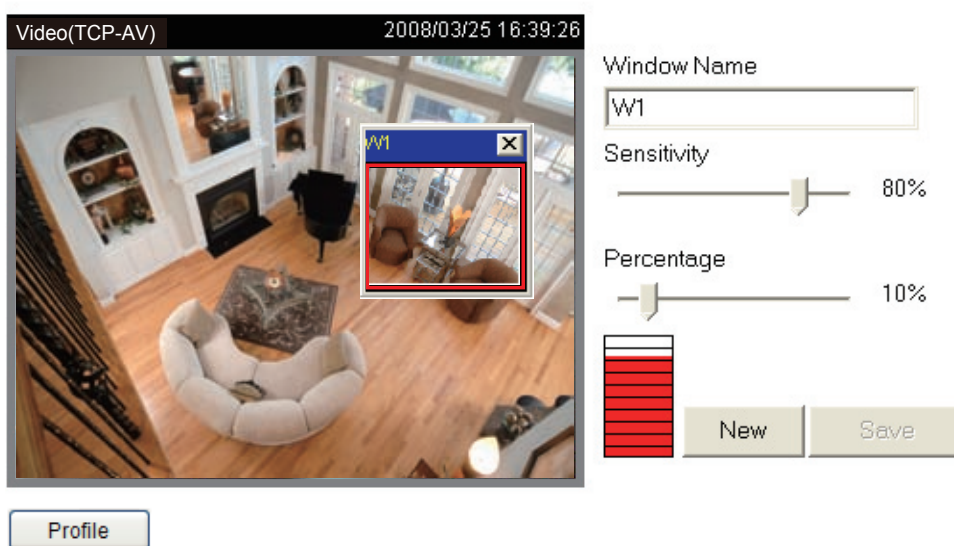 Video(TCP-AV) 2008/03/25 16:39:26
Window Name
W1
W1
Sensitivity
80%
Percentage
10%
New Save
Profile